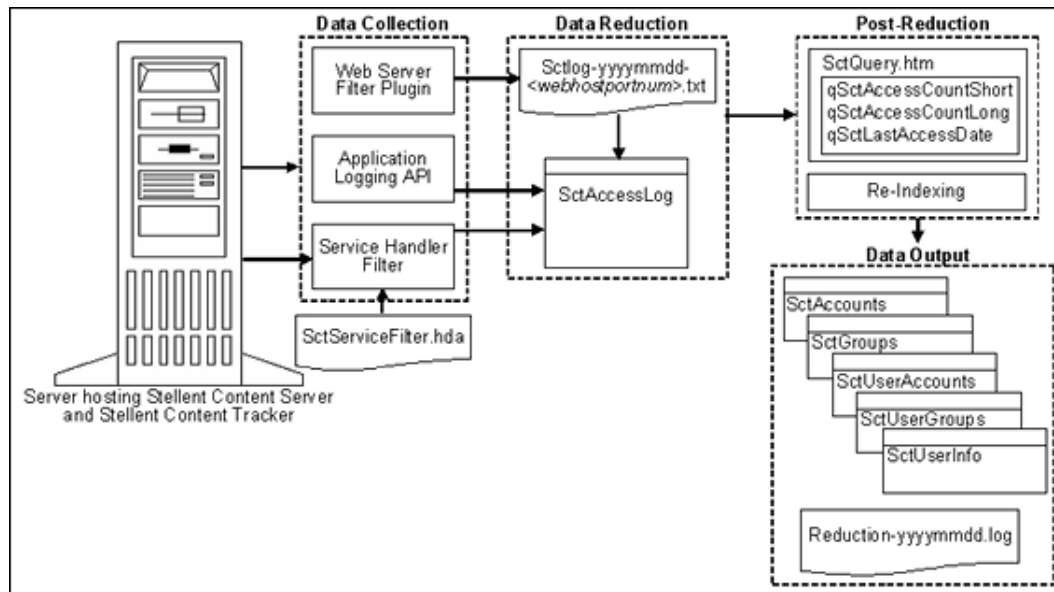 Data Collection
Data Reduction
Post-Reduction
Web Server
Filter Plugin
Application
Logging API
Service Handler
Filter
SctServiceFilter.hda
Server hosting Stellent Content Server
and Stellent Content Tracker
Sctlog-yyyymmdd-
<webhostportnum>.txt
SctAccessLog
SctQuery.htm
qSctAccessCountShort
qSctAccessCountLong
qSctLastAccessDate
Re-Indexing
Data Output
SctAccounts
SctGroups
SctUserAccounts
SctUserGroups
SctUserInfo
Reduction-yyyymmdd.log